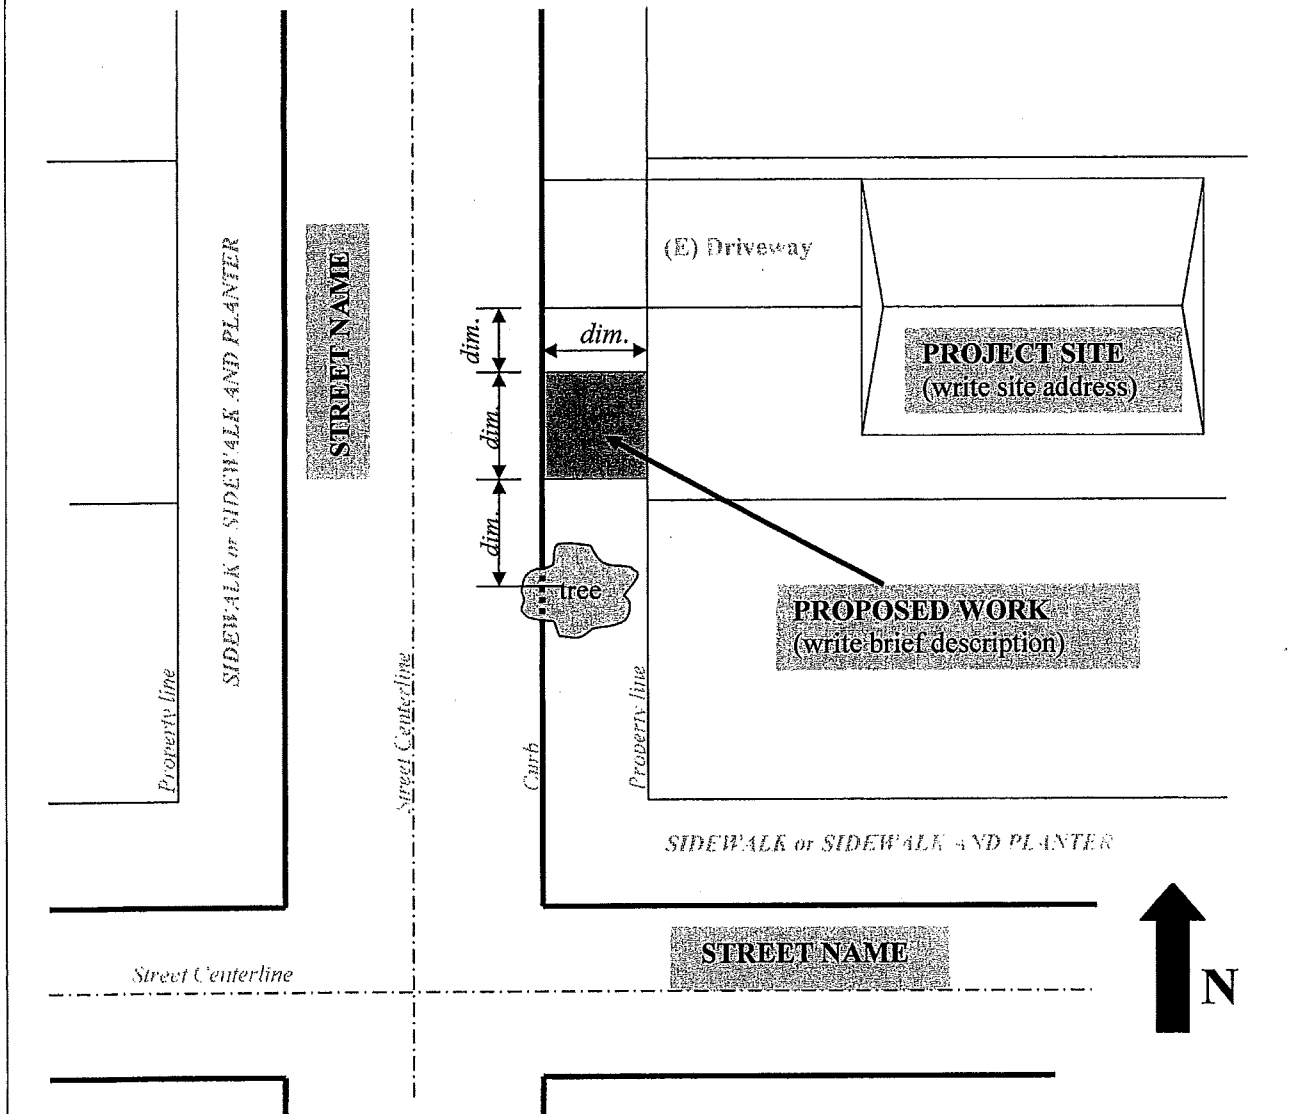 (E) Driveway
SIDEWALK or SIDEWALK AND PLANTER
STREET NAME
dim.
dim.
PROJECT SITE
(write site address)
dim.
dim.
tree
PROPOSED WORK
(write brief description)
Property line
Street Centerline
Curb
Property line
SIDEWALK or SIDEWALK AND PLANTER
STREET NAME
Street Centerline
N